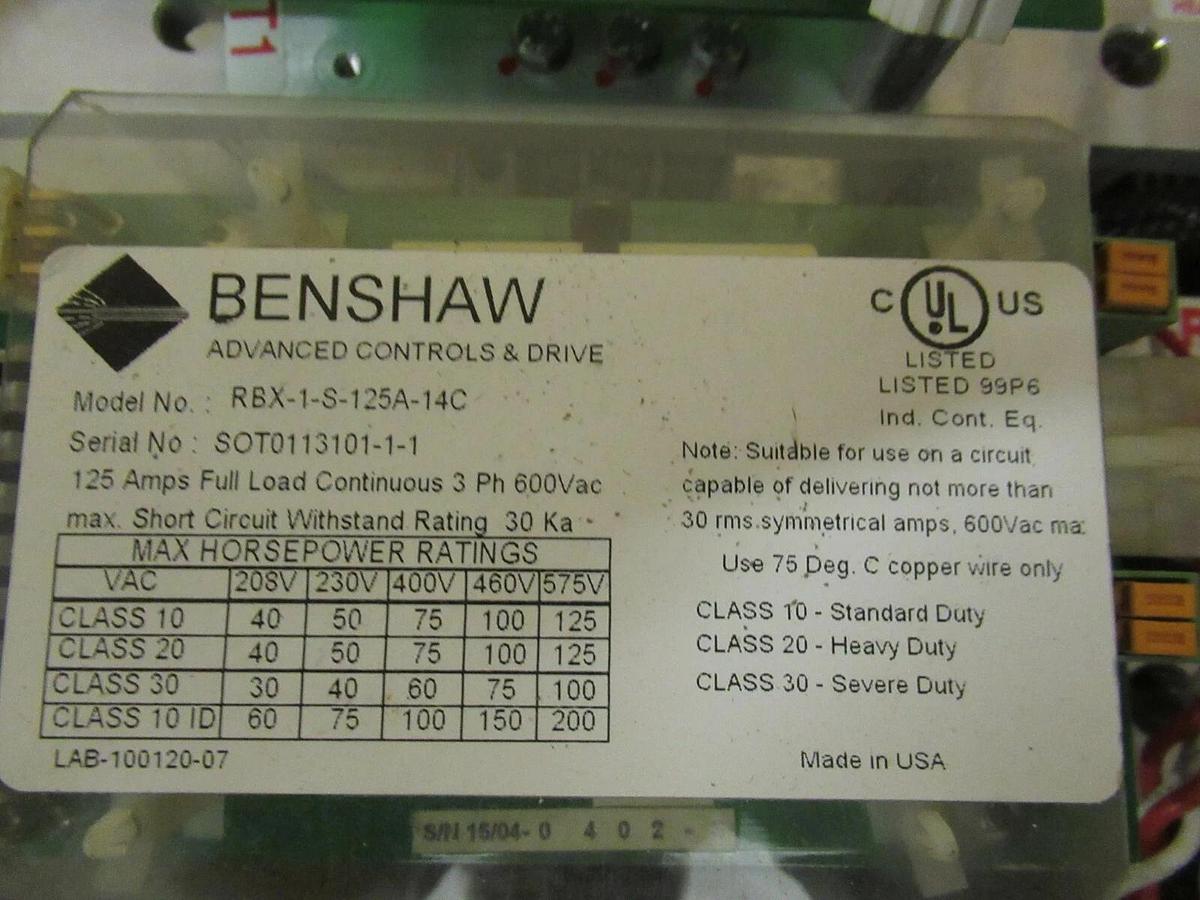 T1
BENSHAW
ADVANCED CONTROLS & DRIVE
Model No. : RBX-1-S-125A-14C
Serial No : SOT0113101-1-1
125 Amps Full Load Continuous 3 Ph 600Vac
max. Short Circuit Withstand Rating 30 Ka
MAX HORSEPOWER RATINGS
VAC 208V 230V 400V 460V 575V
CLASS 10 40 50 75 100 125
CLASS 20 40 50 75 100 125
CLASS 30 30 40 60 75 100
CLASS 10 ID 60 75 100 150 200
LAB-100120-07
C UL US
LISTED
LISTED 99P6
Ind. Cont. Eq.
Note: Suitable for use on a circuit
capable of delivering not more than
30 rms.symmetrical amps, 600Vac ma
Use 75 Deg. C copper wire only
CLASS 10 - Standard Duty
CLASS 20 - Heavy Duty
CLASS 30 - Severe Duty
Made in USA
S/N 15/04- 0 4 0 2 -